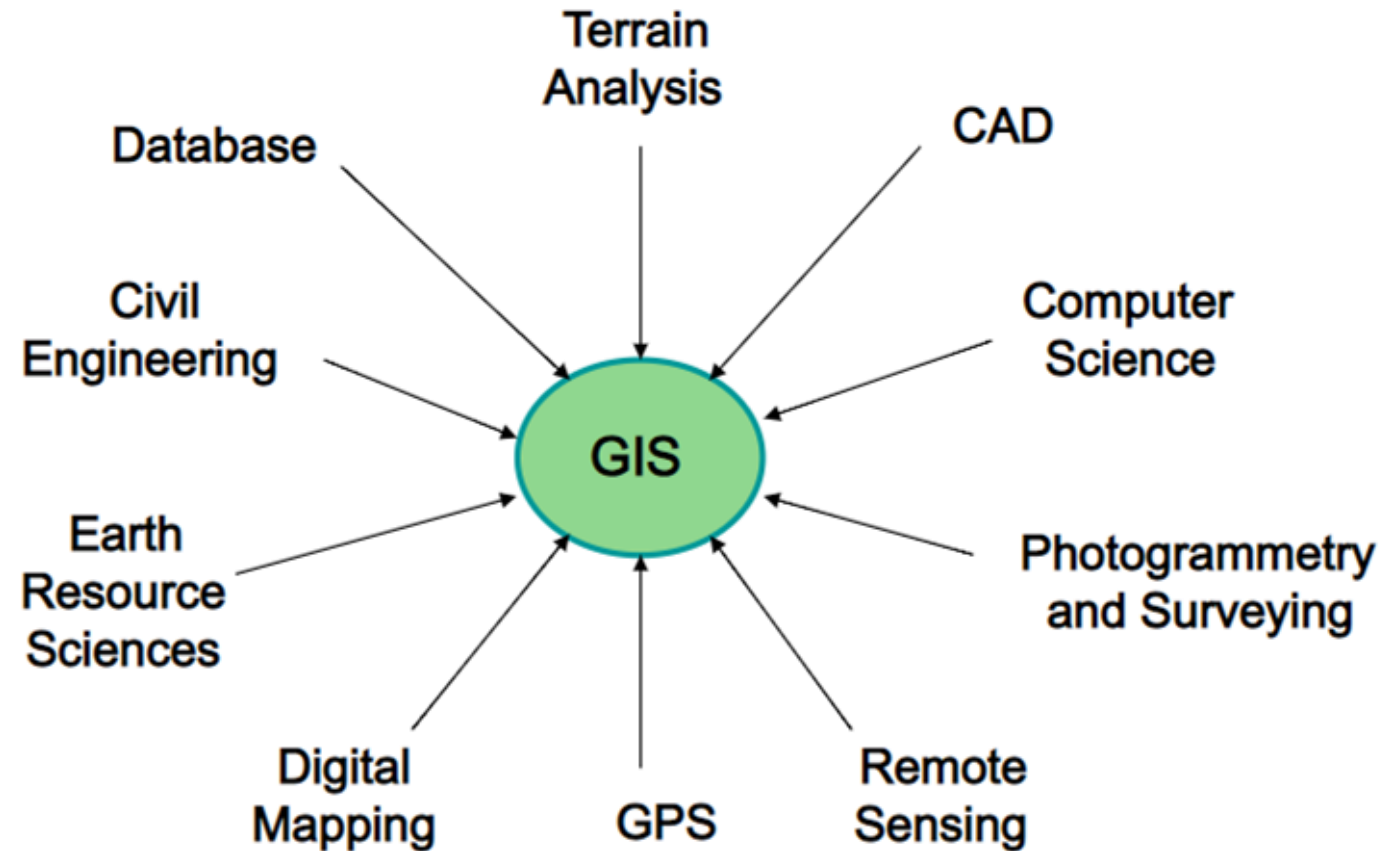 Terrain
Analysis
CAD
Database
Civil
Engineering
Computer
Science
GIS
Earth
Resource
Sciences
Photogrammetry
and Surveying
Digital
Mapping
GPS
Remote
Sensing